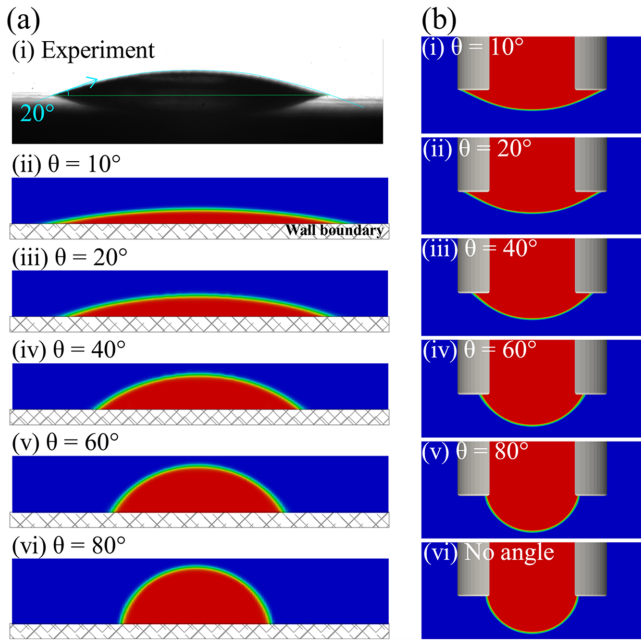 (a)
(i) Experiment
20°
(ii) θ = 10°
Wall boundary
(iii) θ = 20°
(iv) θ = 40°
(v) θ = 60°
(vi) θ = 80°
(b)
(i) θ = 10°
(ii) θ = 20°
(iii) θ = 40°
(iv) θ = 60°
(v) θ = 80°
(vi) No angle